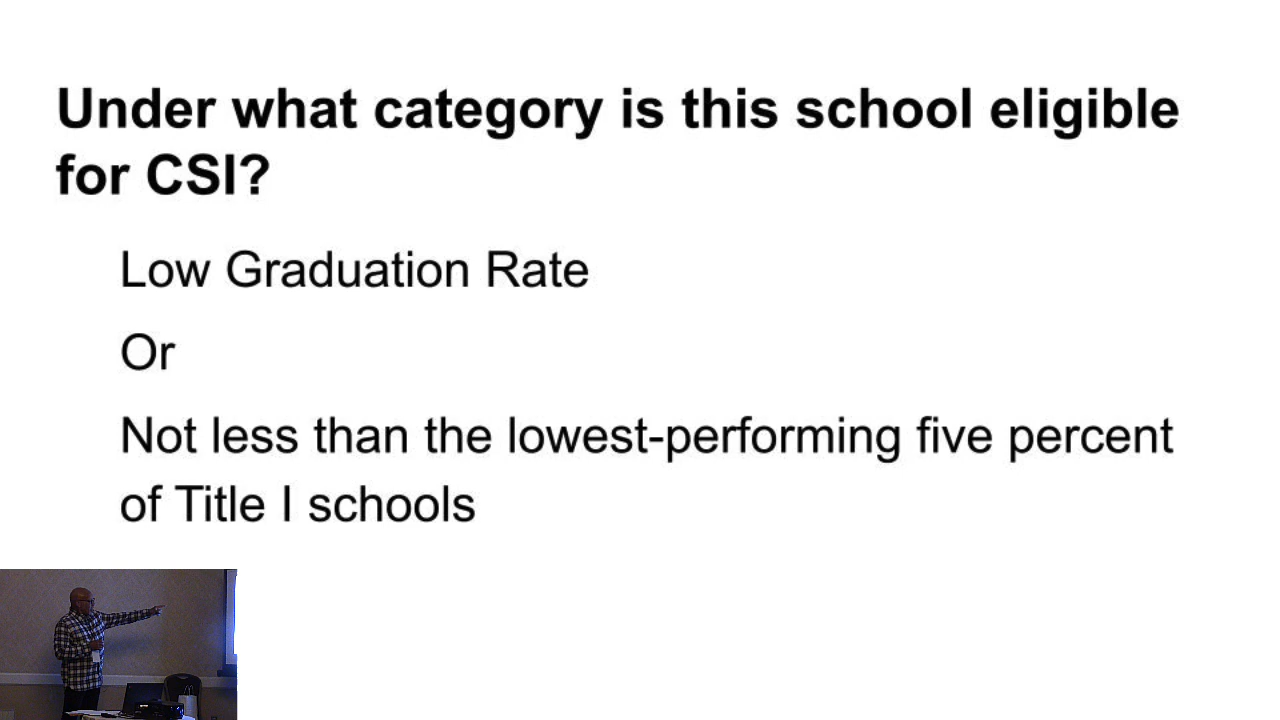 Under what category is this school eligible
for CSI?
Low Graduation Rate
Or
Not less than the lowest-performing five percent
of Title I schools